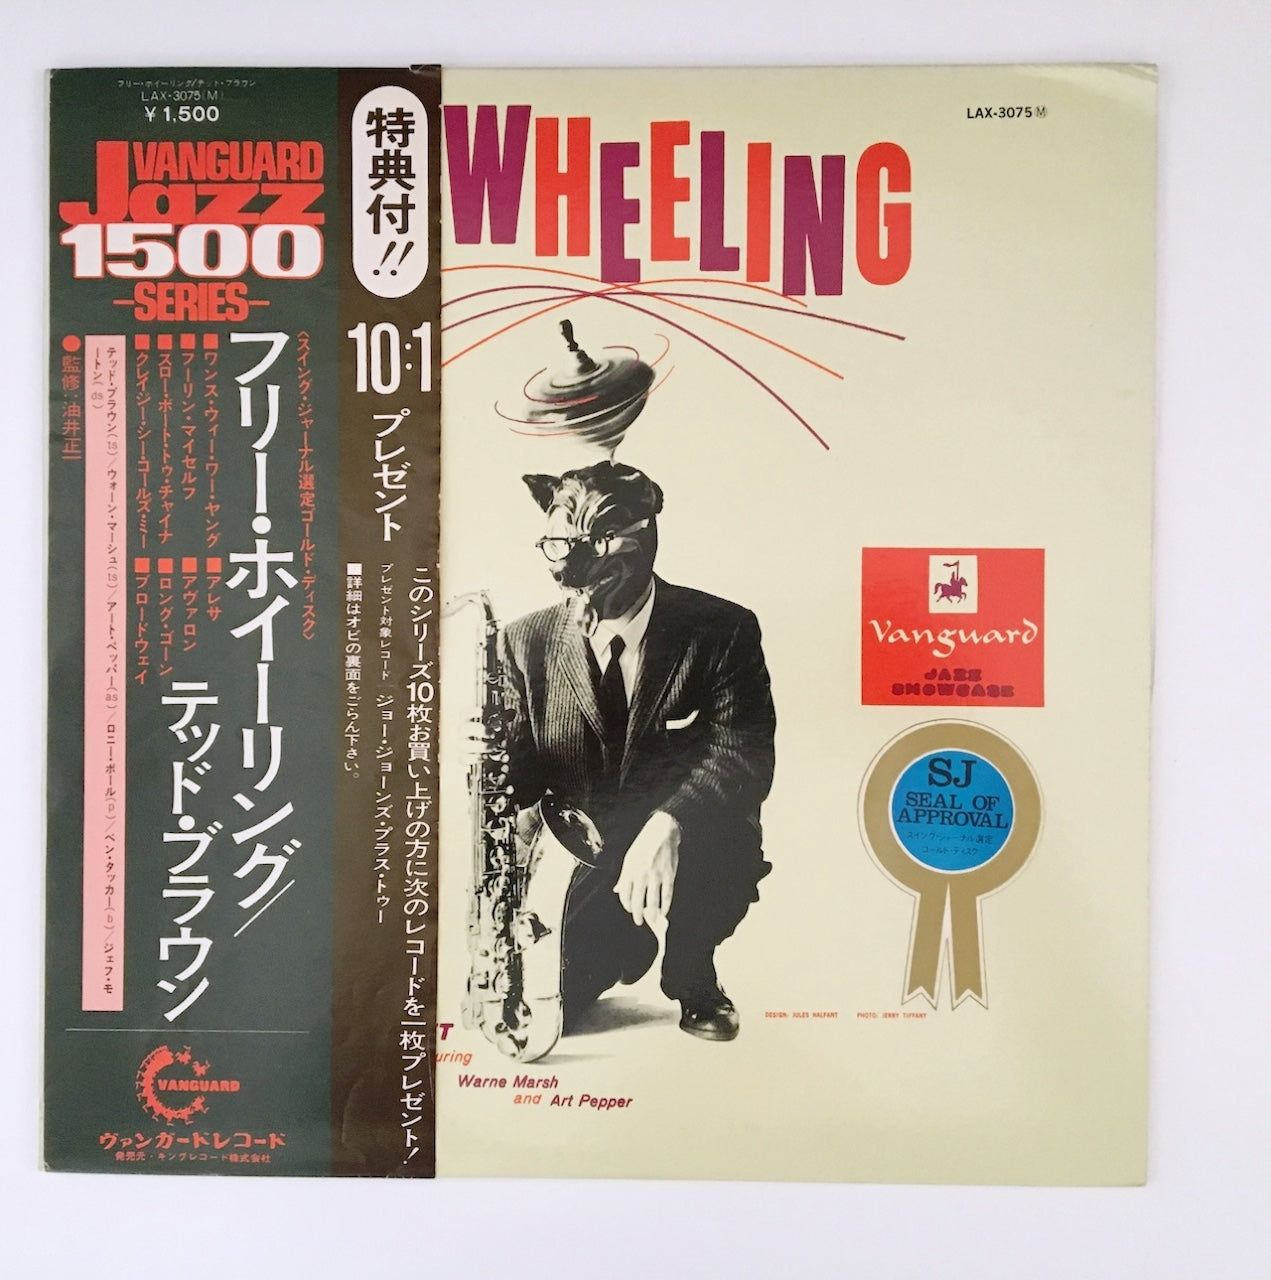 フリー・ホイーリング/テッド・ブラウン
LAX-3075(M)
￥1,500
VANGUARD
Jazz
1500
-SERIES-
〈スイング・ジャーナル選定ゴールド・ディスク〉
フリー・ホイーリング/
テッド・ブラウン
■ワンス・ウィー・ワー・ヤング
■フーリン・マイセルフ
■スロー・ボート・トゥ・チャイナ
■クレイジー・シー・コールズ・ミー
■アレサ
■アヴァロン
■ロング・ゴーン
■ブロードウェイ
テッド・ブラウン(ts)/ウォーン・マーシュ(ts)/アート・ペッパー(as)/ロニー・ボール(p)/ベン・タッカー(b)/ジェフ・モ
ートン(ds)
●監修:油井正一
VANGUARD
ヴァンガードレコード
発売元・キングレコード株式会社
特典付!!
10:1
プレゼント
このシリーズ10枚お買い上げの方に次のレコードを一枚プレゼント!
プレゼント対象レコード ジョー・ジョーンズ・プラス・トゥー
■詳細はオビの裏面をごらん下さい。
WHEELING
LAX-3075Ⓜ
Vanguard
JAZZ
SHOWCASE
SJ
SEAL OF
APPROVAL
スイング・ジャーナル選定
ゴールド・ディスク
DESIGN: JULES HALFANT PHOTO: JERRY TIFFANY
T
uring
Warne Marsh
and Art Pepper